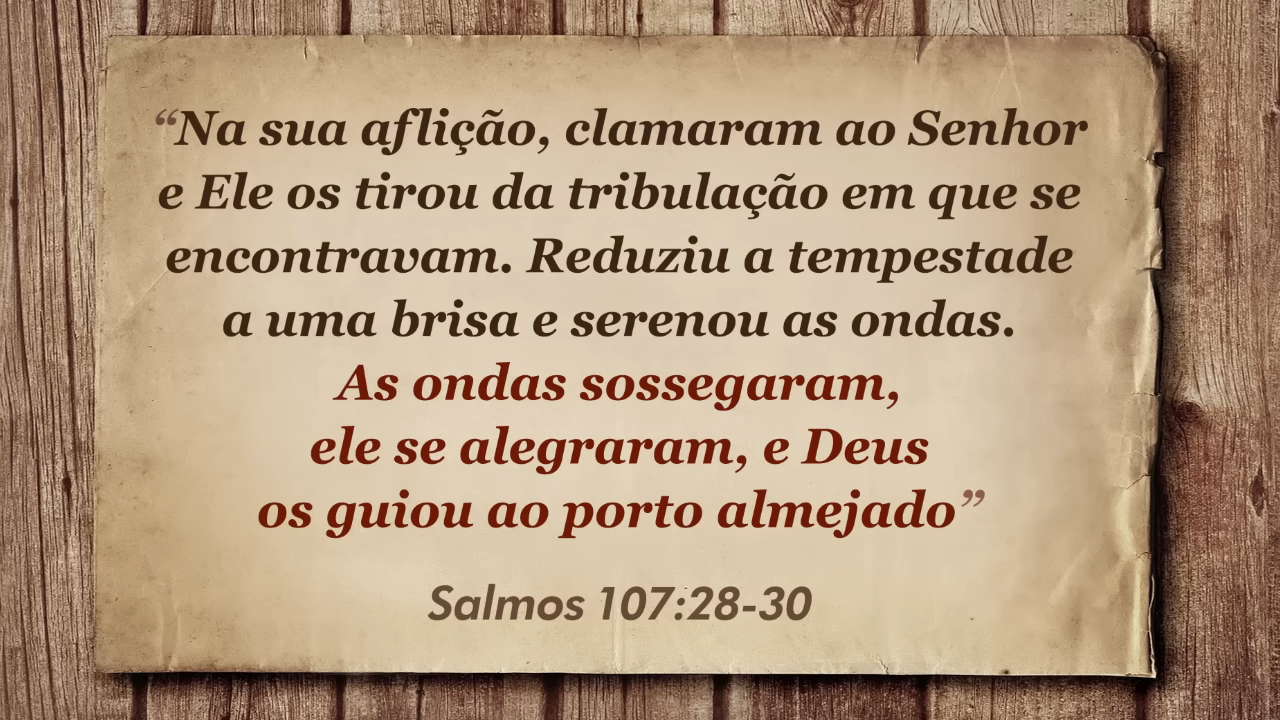 “Na sua aflição, clamaram ao Senhor
e Ele os tirou da tribulação em que se
encontravam. Reduziu a tempestade
a uma brisa e serenou as ondas.
As ondas sossegaram,
ele se alegraram, e Deus
os guiou ao porto almejado”
Salmos 107:28-30